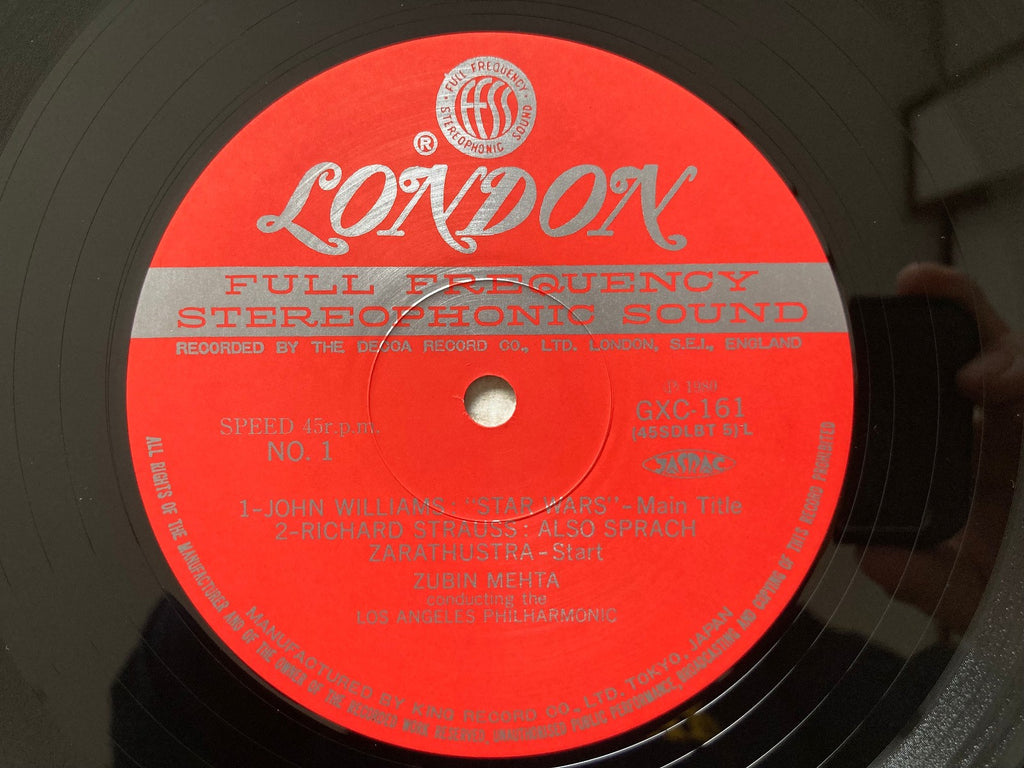 FULL FREQUENCY
FFSS
STEREOPHONIC SOUND
®
LONDON
FULL FREQUENCY
STEREOPHONIC SOUND
RECORDED BY THE DECCA RECORD CO., LTD. LONDON, S.E.I., ENGLAND
SPEED 45r.p.m.
NO. 1
℗ 1980
GXC-161
(45SDLBT 5) L
JASRAC
1-JOHN WILLIAMS : "STAR WARS" - Main Title
2-RICHARD STRAUSS : ALSO SPRACH
ZARATHUSTRA - Start
ZUBIN MEHTA
conducting the
LOS ANGELES PHILHARMONIC
MANUFACTURED BY KING RECORD CO., LTD. TOKYO, JAPAN
ALL RIGHTS OF THE MANUFACTURER AND OF THE OWNER OF THE RECORDED WORK RESERVED, UNAUTHORISED PUBLIC PERFORMANCE, BROADCASTING AND COPYING OF THIS RECORD PROHIBITED